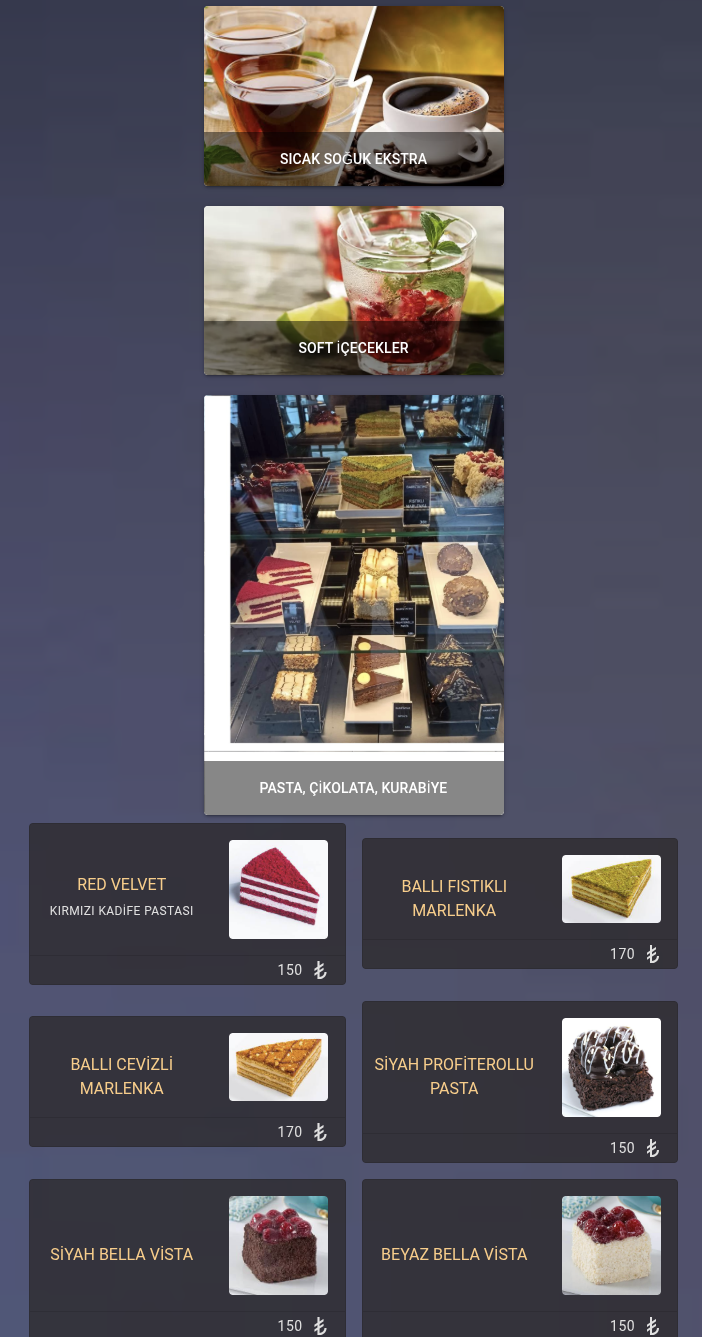 SICAK SOĞUK EKSTRA
SOFT İÇECEKLER
PASTA, ÇİKOLATA, KURABİYE
RED VELVET
KIRMIZI KADİFE PASTASI
150 ₺
BALLI FISTIKLI
MARLENKA
170 ₺
BALLI CEVİZLİ
MARLENKA
170 ₺
SİYAH PROFİTEROLLU
PASTA
150 ₺
SİYAH BELLA VİSTA
150 ₺
BEYAZ BELLA VİSTA
150 ₺